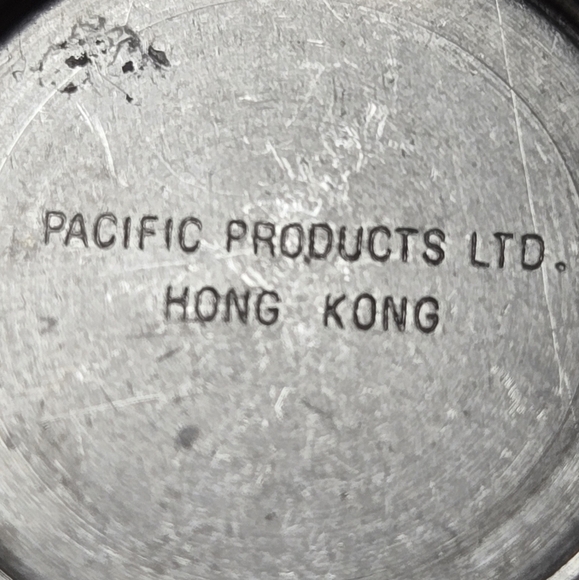 PACIFIC PRODUCTS LTD.
HONG KONG